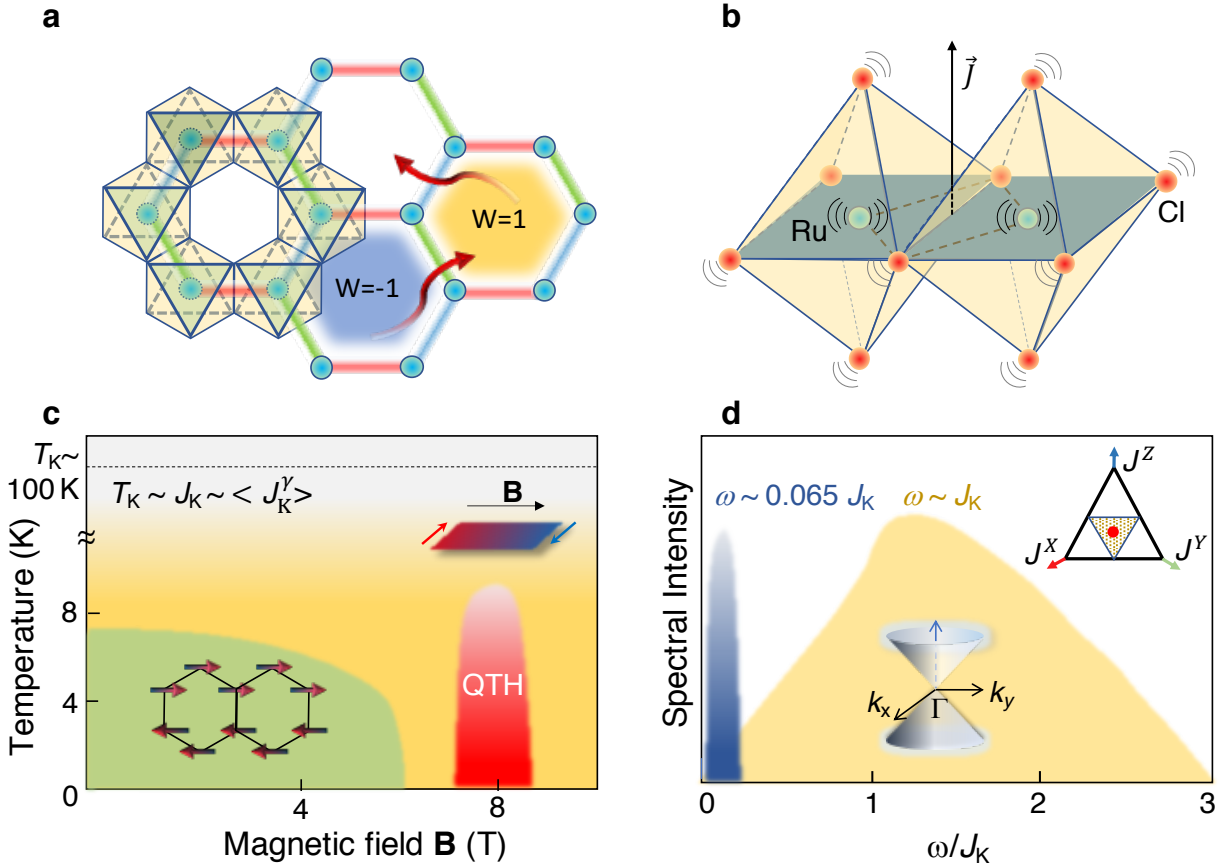 a
W=1
W=-1
b
j⃗
Ru
Cl
c
T_K ~
100 K
T_K ~ J_K ~ < J_K^γ >
B
≈
8
4
0
QTH
4
8
Temperature (K)
Magnetic field B (T)
d
ω ~ 0.065 J_K
ω ~ J_K
J^Z
J^X
J^Y
k_x
Γ
k_y
Spectral Intensity
0
1
2
3
ω/J_K